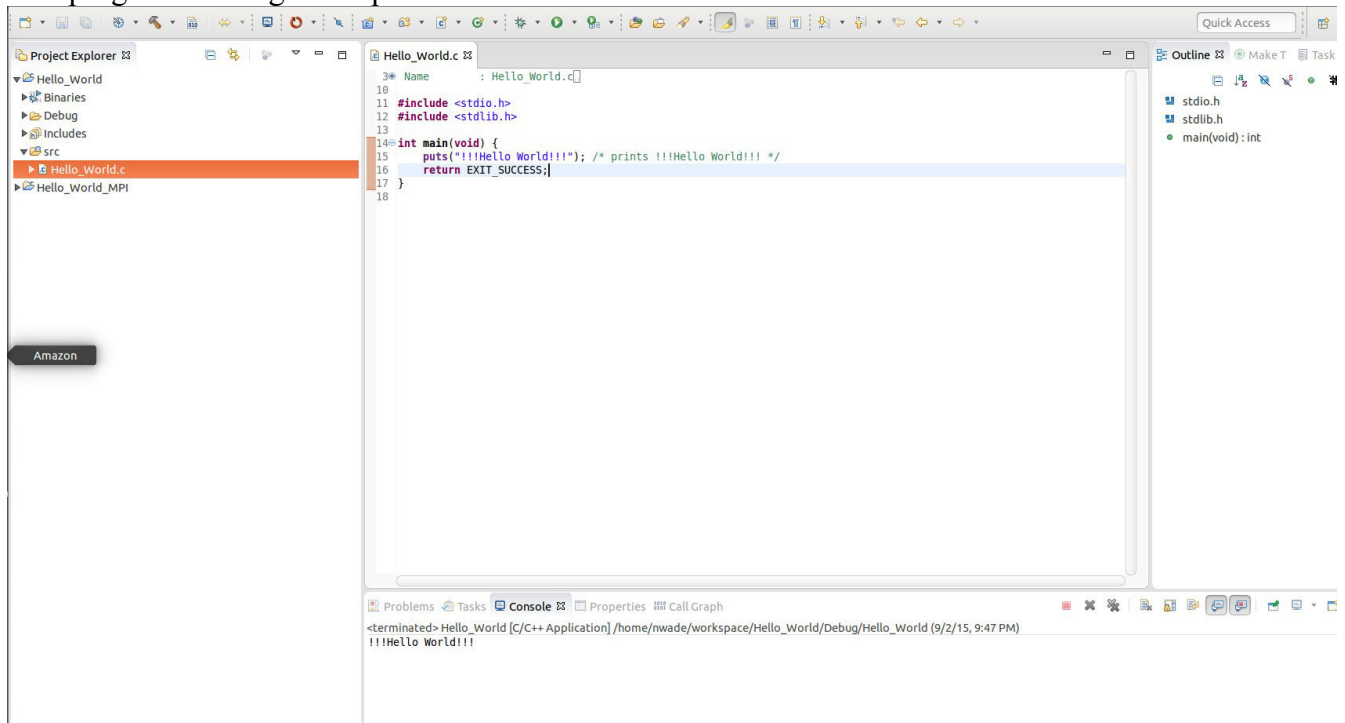 Quick Access
Project Explorer
Hello_World
Binaries
Debug
Includes
src
Hello_World.c
Hello_World_MPI
Amazon
Hello_World.c
3 Name : Hello_World.c
10
11 #include <stdio.h>
12 #include <stdlib.h>
13
14 int main(void) {
15 puts("!!!Hello World!!!"); /* prints !!!Hello World!!! */
16 return EXIT_SUCCESS;
17 }
18
Outline Make T Task
stdio.h
stdlib.h
main(void) : int
Problems Tasks Console Properties Call Graph
<terminated> Hello_World [C/C++ Application] /home/nwade/workspace/Hello_World/Debug/Hello_World (9/2/15, 9:47 PM)
!!!Hello World!!!